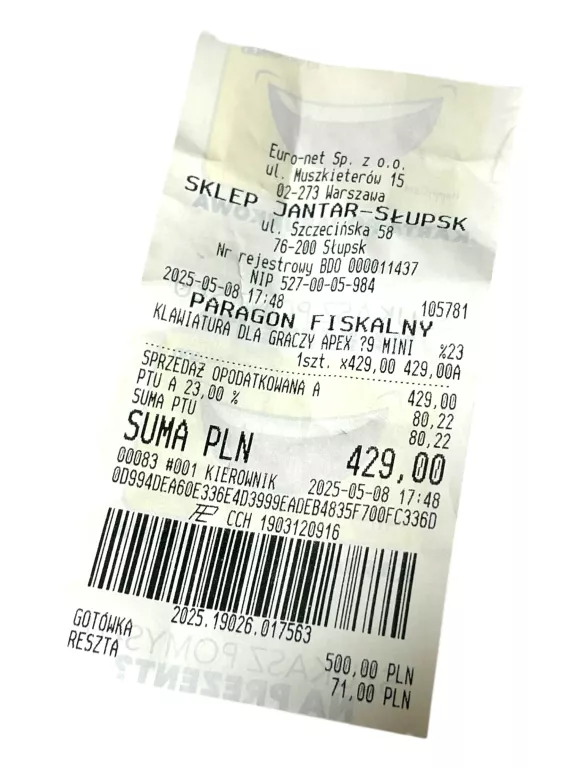 Euro-net Sp. z o.o.
ul. Muszkieterów 15
02-273 Warszawa
SKLEP JANTAR-SŁUPSK
ul. Szczecińska 58
76-200 Słupsk
Nr rejestrowy BDO 000011437
NIP 527-00-05-984
2025-05-08 17:48 105781
PARAGON FISKALNY
KLAWIATURA DLA GRACZY APEX ?9 MINI %23
1szt. x429,00 429,00A
SPRZEDAŻ OPODATKOWANA A 429,00
PTU A 23,00 % 80,22
SUMA PTU 80,22
SUMA PLN 429,00
00083 #001 KIEROWNIK 2025-05-08 17:48
0D994DEA60E336E4D3999EADEB4835F700FC336D
CCH 1903120916
2025.19026.017563
GOTÓWKA 500,00 PLN
RESZTA 71,00 PLN